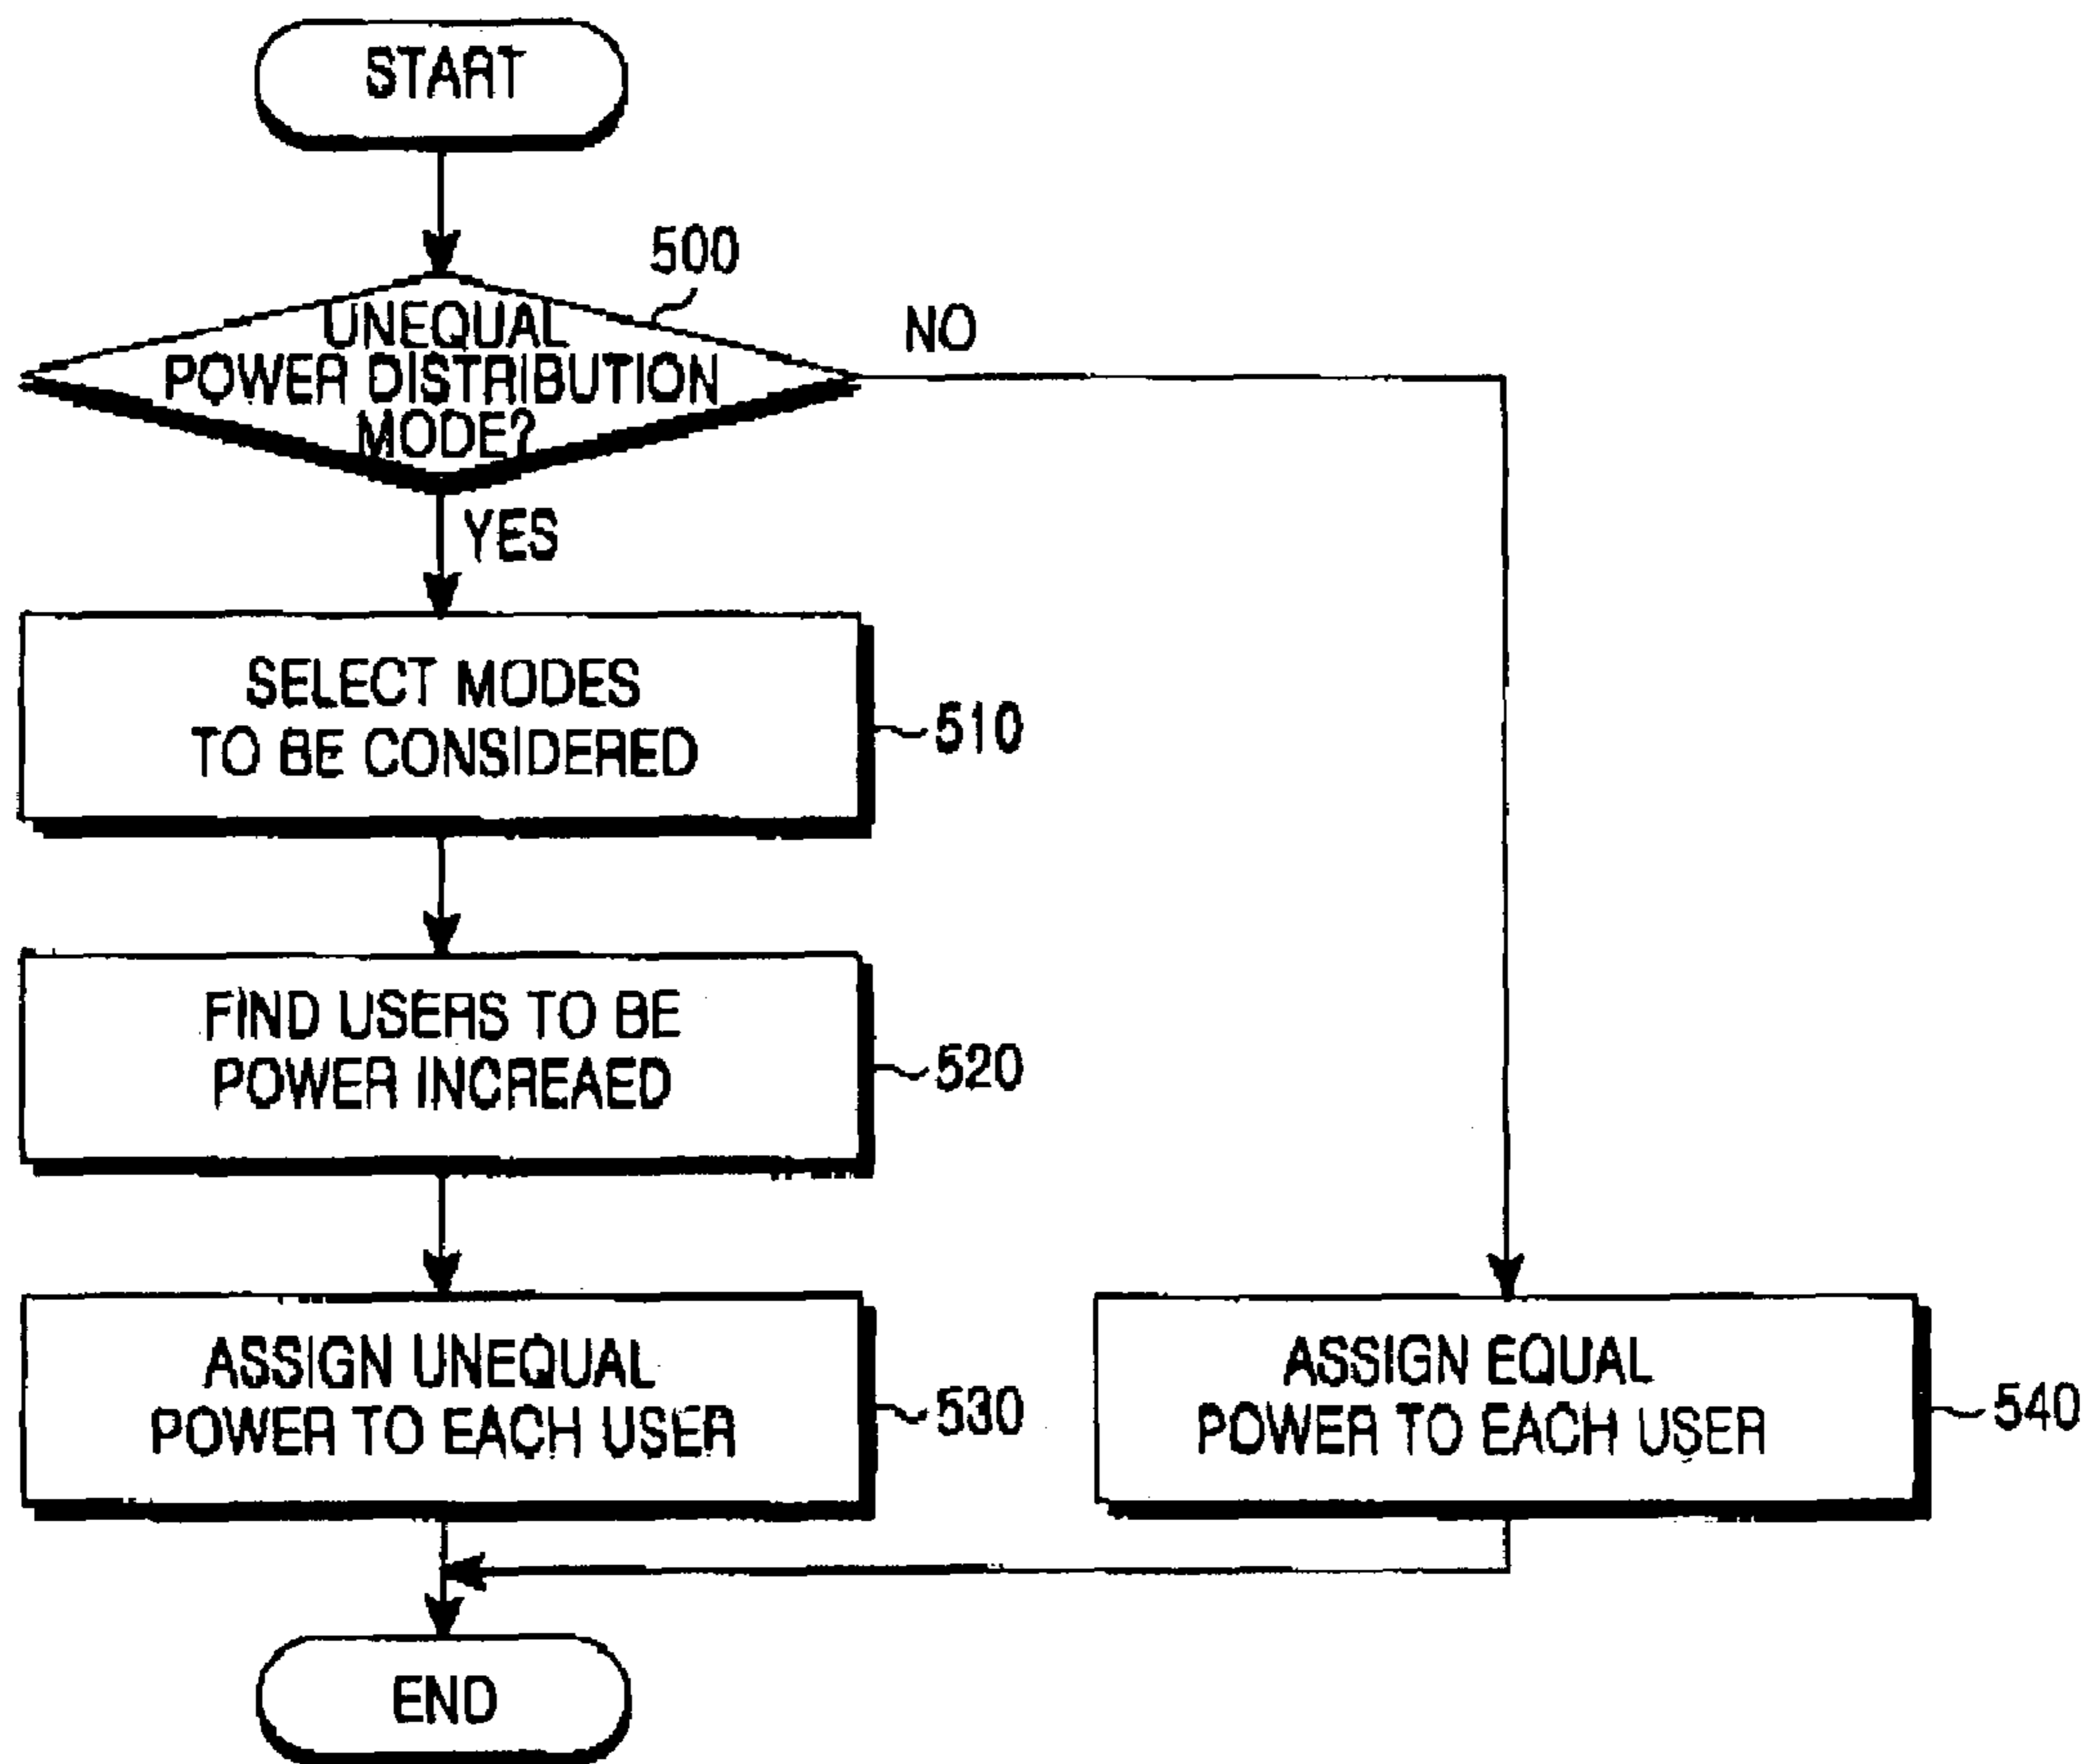 START
500
UNEQUAL
POWER DISTRIBUTION
MODE?
NO
YES
SELECT MODES
TO BE CONSIDERED
510
FIND USERS TO BE
POWER INCREAED
520
ASSIGN UNEQUAL
POWER TO EACH USER
530
ASSIGN EQUAL
POWER TO EACH USER
540
END